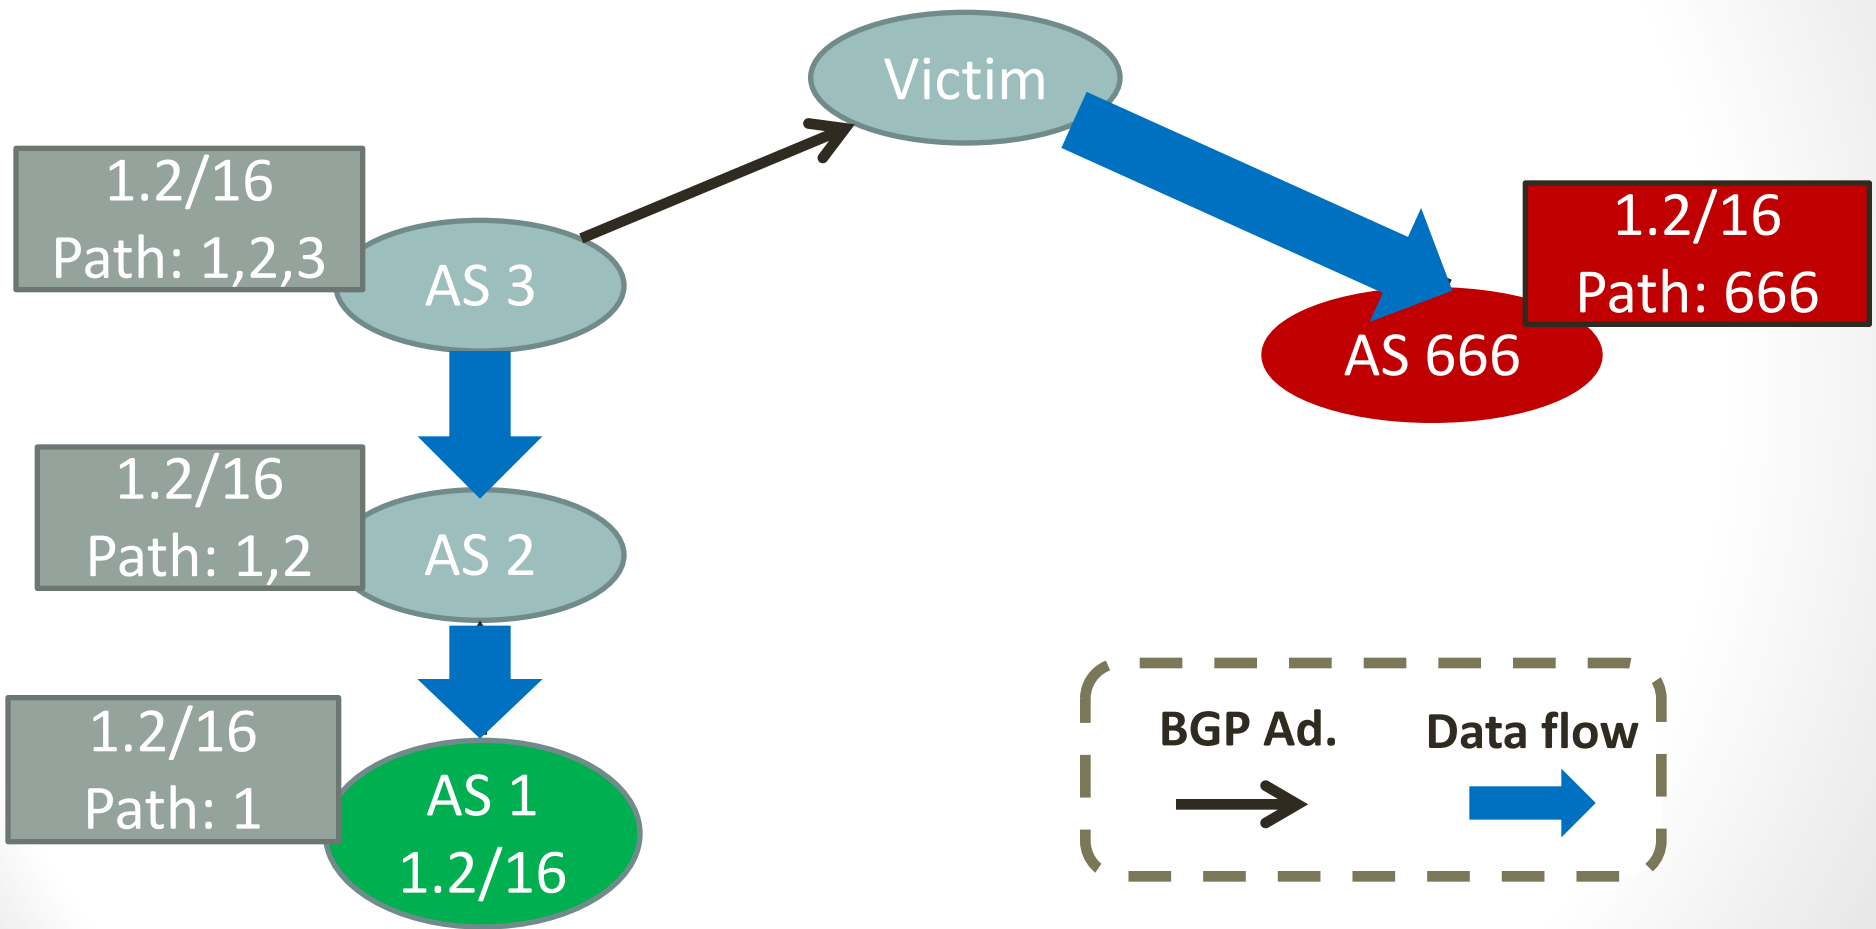 Victim
1.2/16
Path: 1,2,3
AS 3
1.2/16
Path: 666
AS 666
1.2/16
Path: 1,2
AS 2
1.2/16
Path: 1
AS 1
1.2/16
BGP Ad.
Data flow